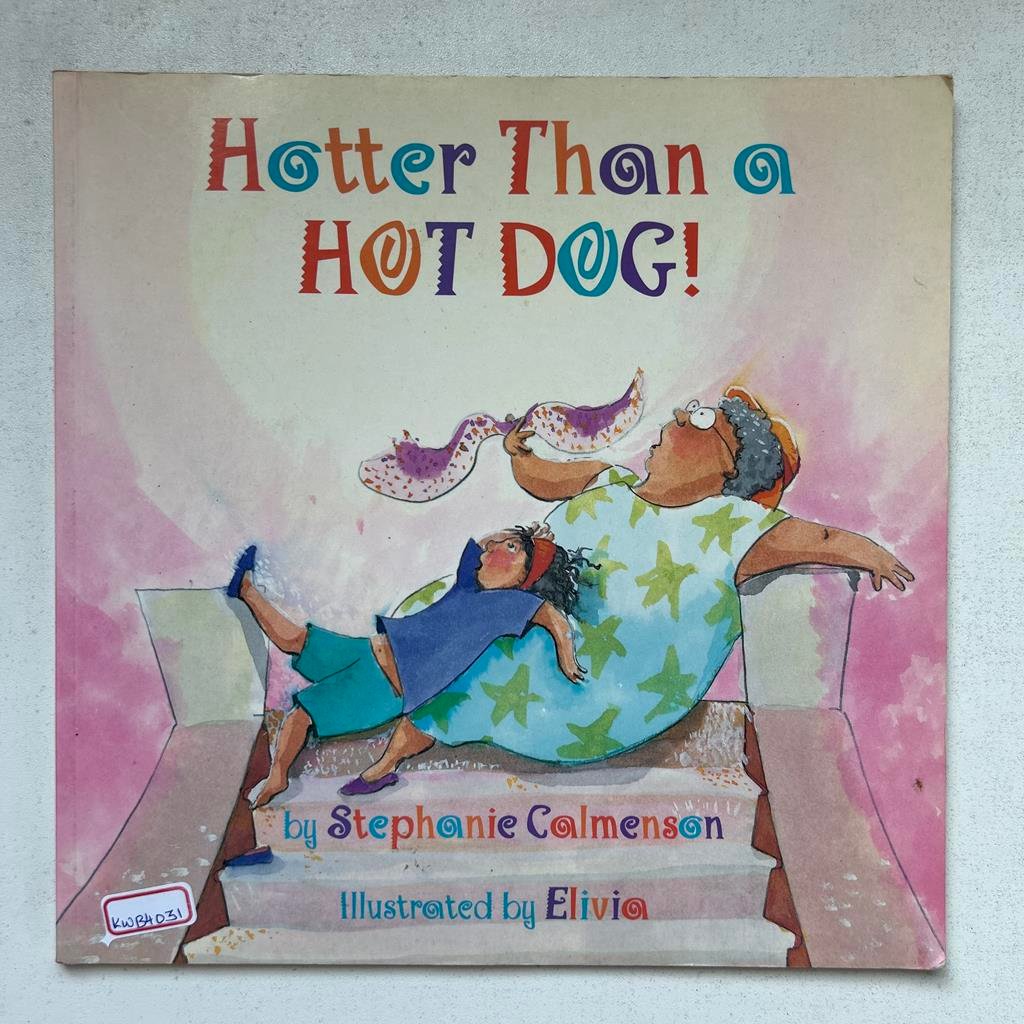 Hotter Than a
HOT DOG!
by Stephanie Calmenson
Illustrated by Elivia
KWB4031